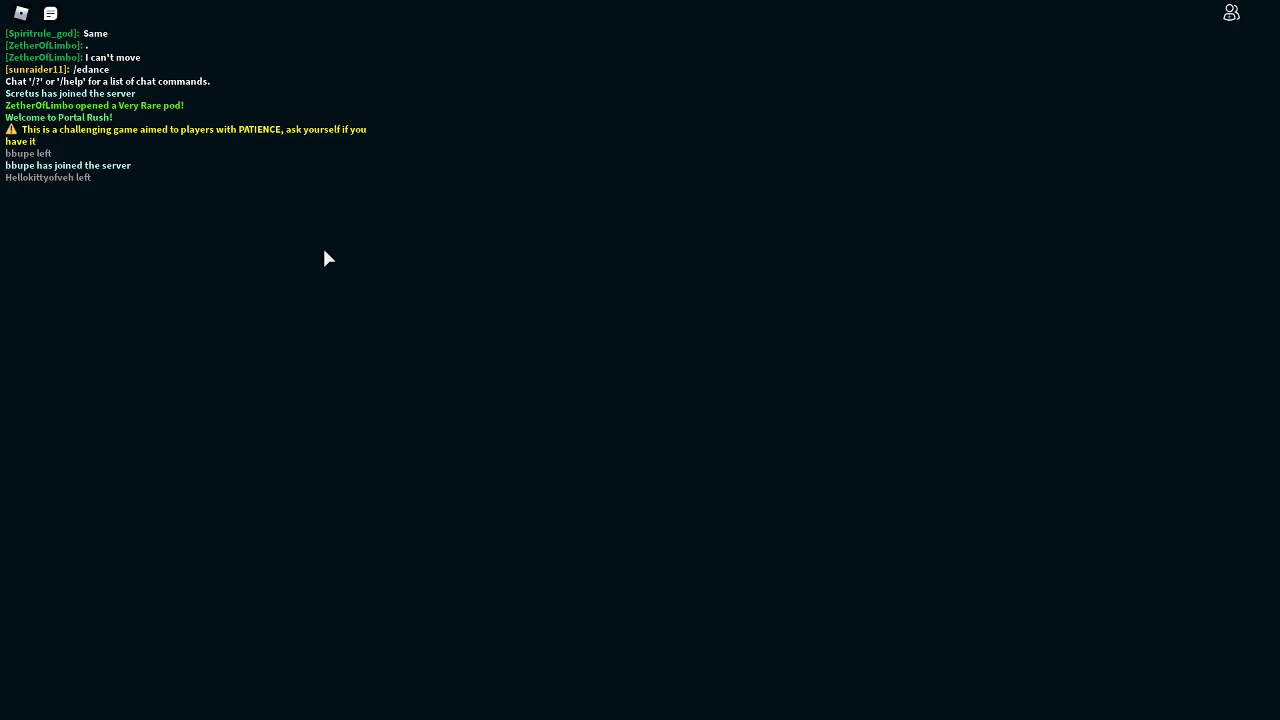 [Spiritrule_god]: Same
[ZetherOfLimbo]: .
[ZetherOfLimbo]: I can't move
[sunraider11]: /edance
Chat '/?' or '/help' for a list of chat commands.
Scretus has joined the server
ZetherOfLimbo opened a Very Rare pod!
Welcome to Portal Rush!
⚠️ This is a challenging game aimed to players with PATIENCE, ask yourself if you
have it
bbupe left
bbupe has joined the server
Hellokittyofveh left